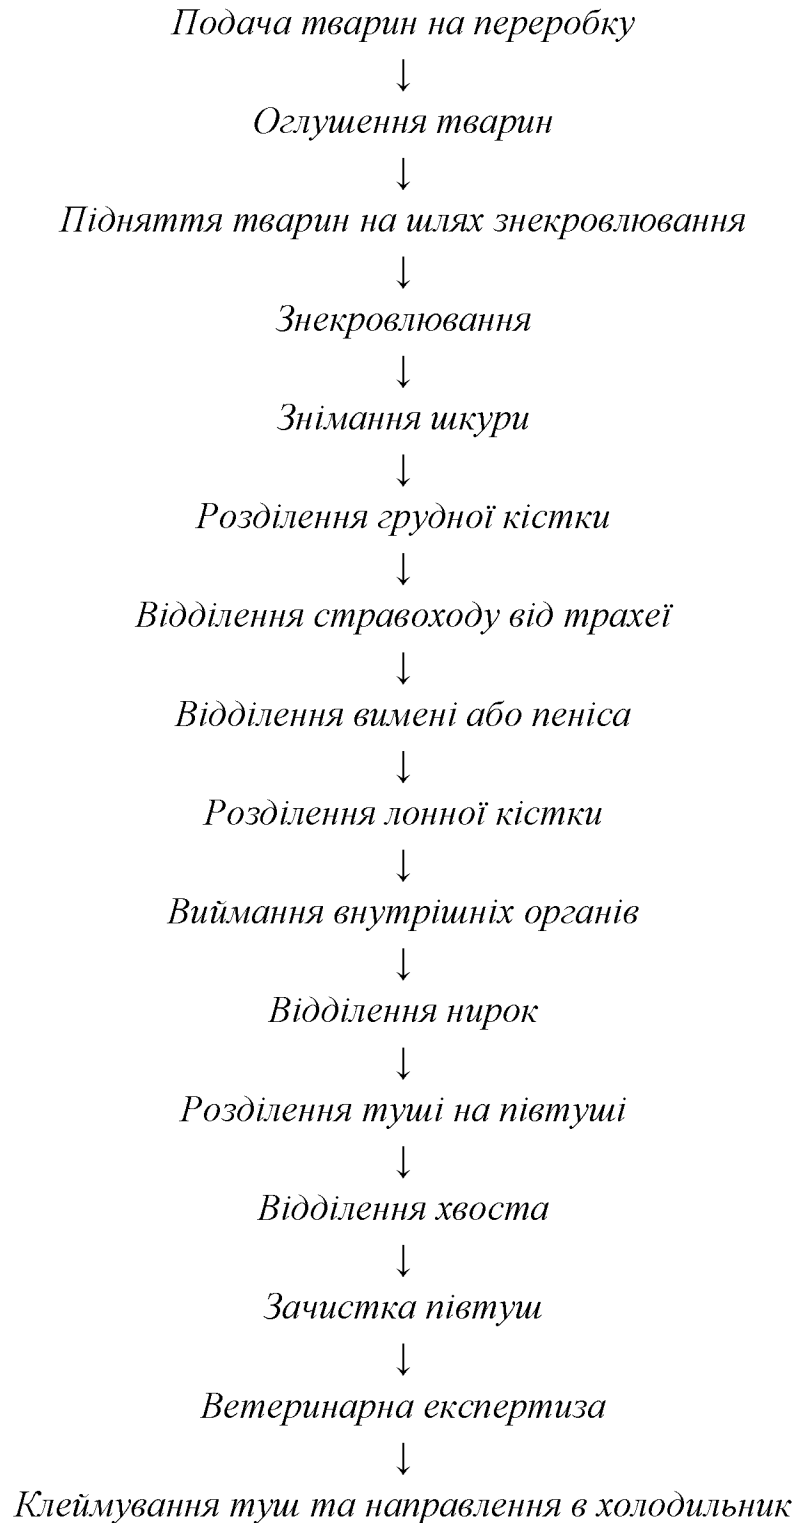 Подача тварин на переробку
↓
Оглушення тварин
↓
Підняття тварин на шлях знекровлювання
↓
Знекровлювання
↓
Знімання шкури
↓
Розділення грудної кістки
↓
Відділення стравоходу від трахеї
↓
Відділення вимені або пеніса
↓
Розділення лонної кістки
↓
Виймання внутрішніх органів
↓
Відділення нирок
↓
Розділення туші на півтуші
↓
Відділення хвоста
↓
Зачистка півтуш
↓
Ветеринарна експертиза
↓
Клеймування туш та направлення в холодильник